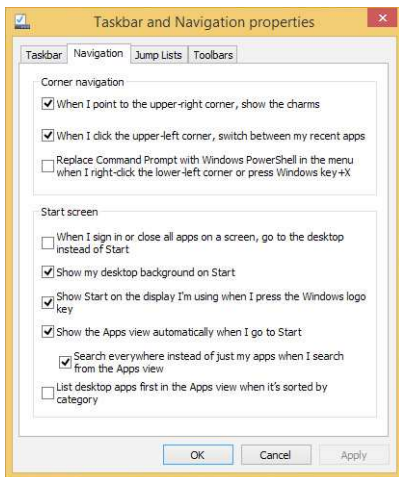 Taskbar and Navigation properties
Taskbar Navigation Jump Lists Toolbars
Corner navigation
When I point to the upper-right corner, show the charms
When I click the upper-left corner, switch between my recent apps
Replace Command Prompt with Windows PowerShell in the menu
when I right-click the lower-left corner or press Windows key+X
Start screen
When I sign in or close all apps on a screen, go to the desktop
instead of Start
Show my desktop background on Start
Show Start on the display I'm using when I press the Windows logo
key
Show the Apps view automatically when I go to Start
Search everywhere instead of just my apps when I search
from the Apps view
List desktop apps first in the Apps view when it's sorted by
category
OK Cancel Apply